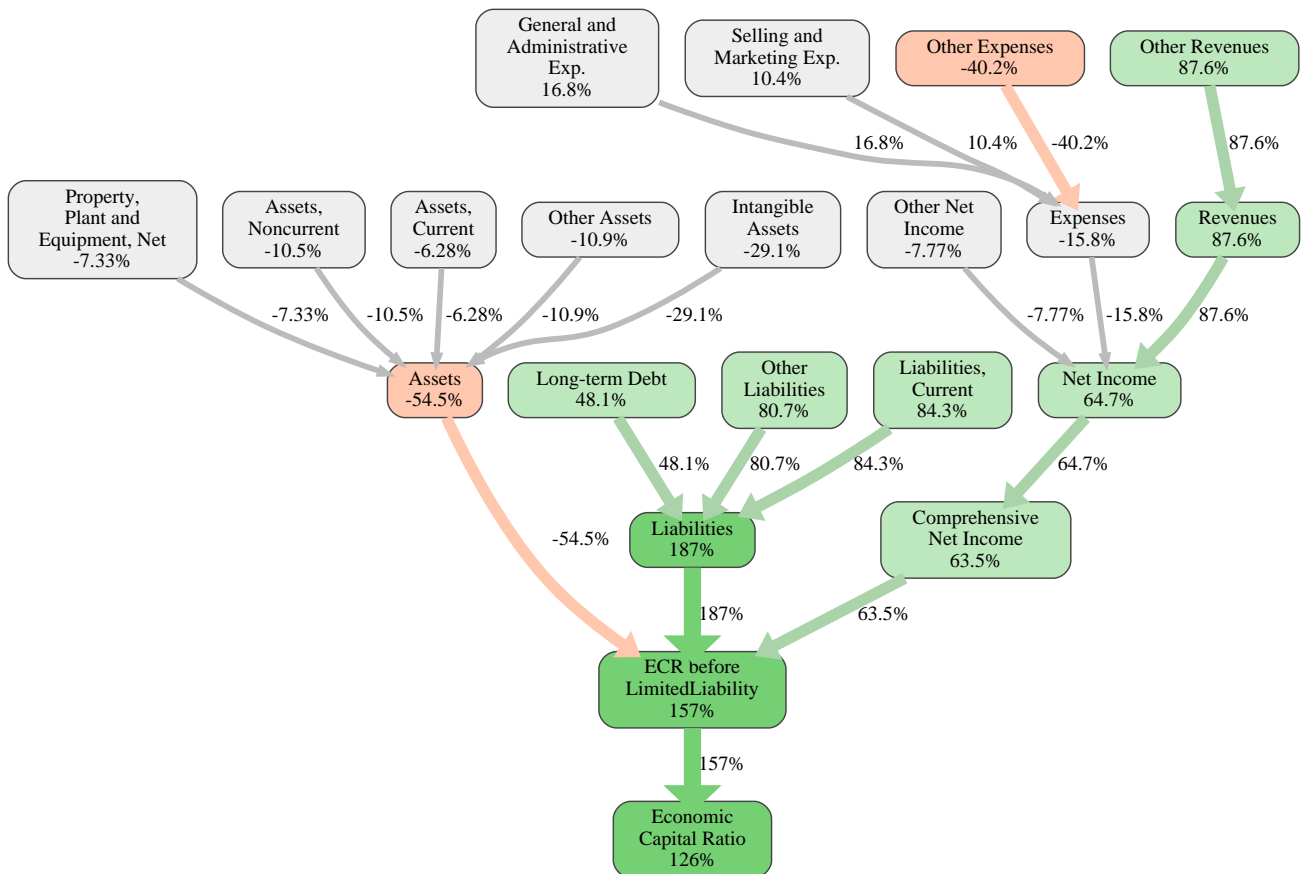 General and
Administrative
Exp.
16.8%
Selling and
Marketing Exp.
10.4%
Other Expenses
-40.2%
Other Revenues
87.6%
16.8%
10.4%
-40.2%
87.6%
Property,
Plant and
Equipment, Net
-7.33%
Assets,
Noncurrent
-10.5%
Assets,
Current
-6.28%
Other Assets
-10.9%
Intangible
Assets
-29.1%
Other Net
Income
-7.77%
Expenses
-15.8%
Revenues
87.6%
-7.33%
-10.5%
-6.28%
-10.9%
-29.1%
-7.77%
-15.8%
87.6%
Assets
-54.5%
Long-term Debt
48.1%
Other
Liabilities
80.7%
Liabilities,
Current
84.3%
Net Income
64.7%
48.1%
80.7%
84.3%
64.7%
-54.5%
Liabilities
187%
Comprehensive
Net Income
63.5%
187%
63.5%
ECR before
LimitedLiability
157%
157%
Economic
Capital Ratio
126%